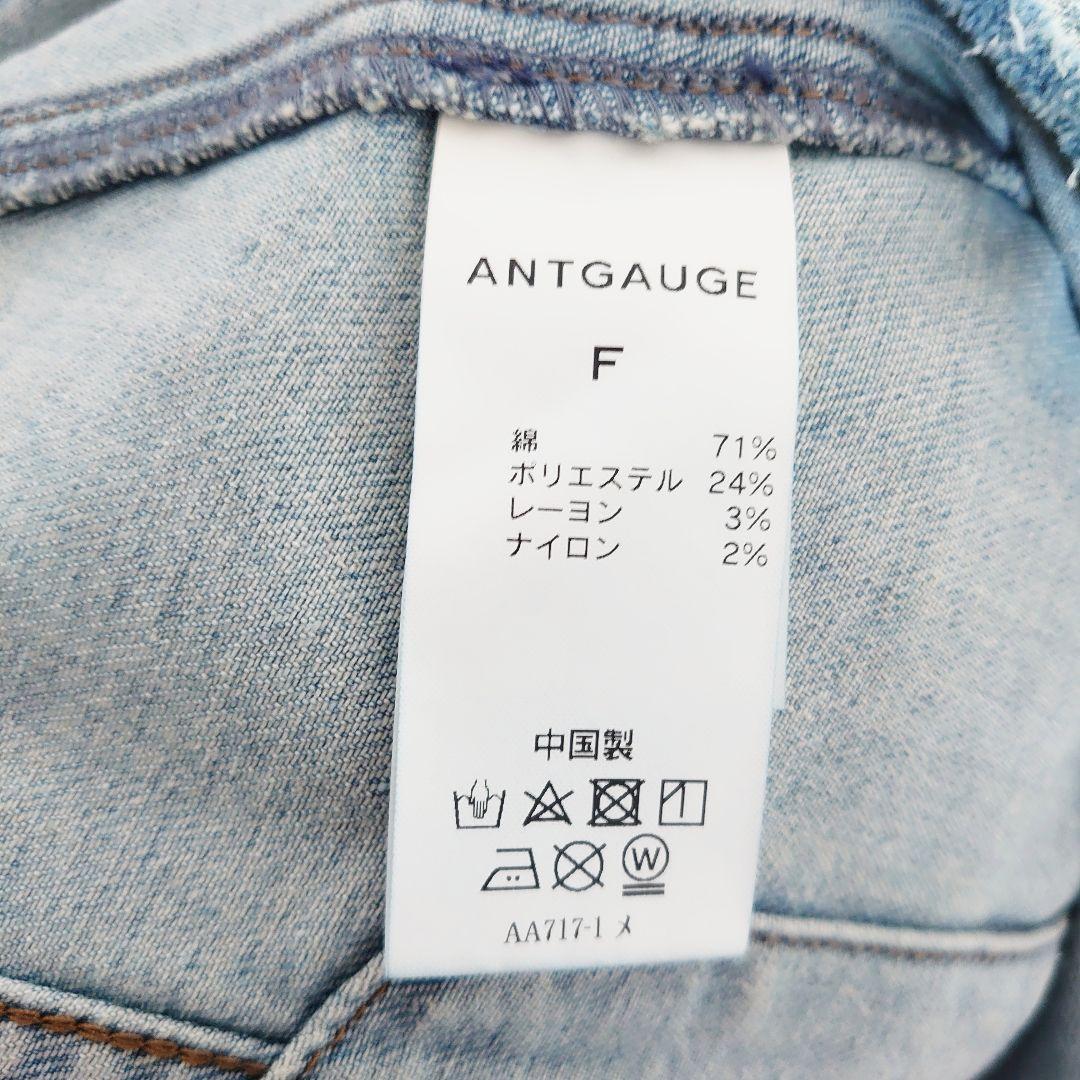 ANTGAUGE
F
綿 71%
ポリエステル 24%
レーヨン 3%
ナイロン 2%
中国製
W
AA717-1 メ